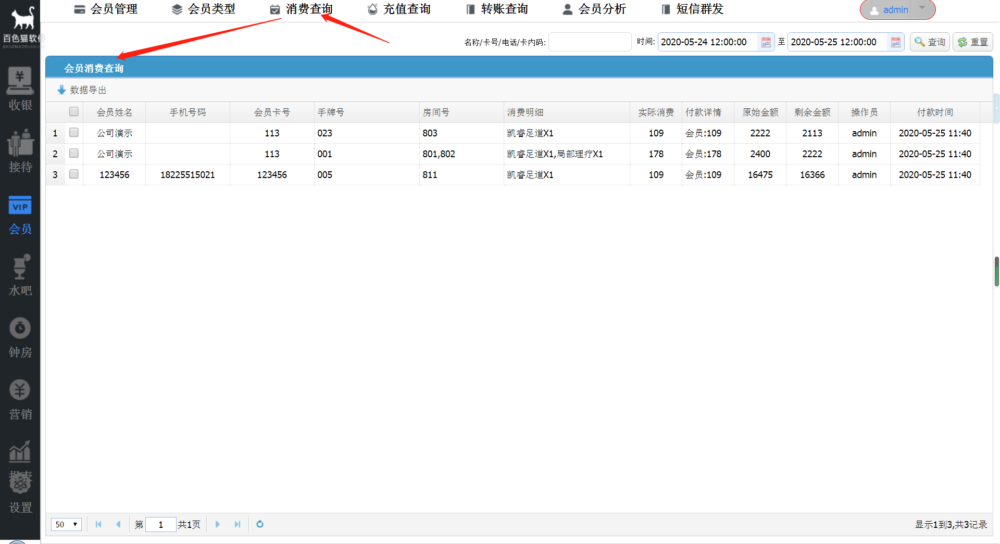 会员管理 会员类型 消费查询 充值查询 转账查询 会员分析 短信群发 admin
百色猫软件
名称/卡号/电话/卡内码: 时间: 2020-05-24 12:00:00 至 2020-05-25 12:00:00 查询 重置
会员消费查询
数据导出
会员姓名 手机号码 会员卡号 手牌号 房间号 消费明细 实际消费 付款详情 原始金额 剩余金额 操作员 付款时间
1 公司演示 113 023 803 凯睿足道X1 109 会员:109 2222 2113 admin 2020-05-25 11:40
2 公司演示 113 001 801,802 凯睿足道X1,局部理疗X1 178 会员:178 2400 2222 admin 2020-05-25 11:40
3 123456 18225515021 123456 005 811 凯睿足道X1 109 会员:109 16475 16366 admin 2020-05-25 11:40
收银
接待
VIP
会员
水吧
钟房
营销
报表
设置
50 第 1 共1页 显示1到3,共3记录